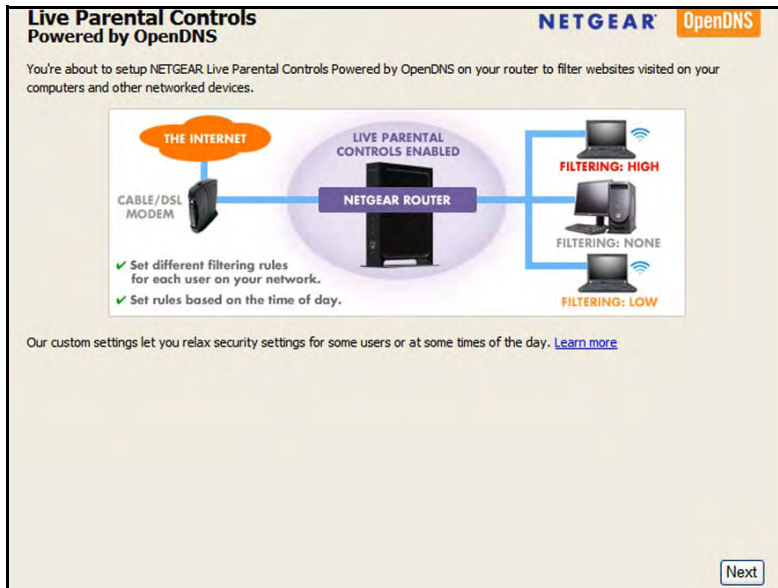 Live Parental Controls
Powered by OpenDNS
NETGEAR®
OpenDNS
You're about to setup NETGEAR Live Parental Controls Powered by OpenDNS on your router to filter websites visited on your
computers and other networked devices.
THE INTERNET
CABLE/DSL
MODEM
LIVE PARENTAL
CONTROLS ENABLED
NETGEAR ROUTER
FILTERING: HIGH
FILTERING: NONE
FILTERING: LOW
✔ Set different filtering rules
for each user on your network.
✔ Set rules based on the time of day.
Our custom settings let you relax security settings for some users or at some times of the day. Learn more
Next